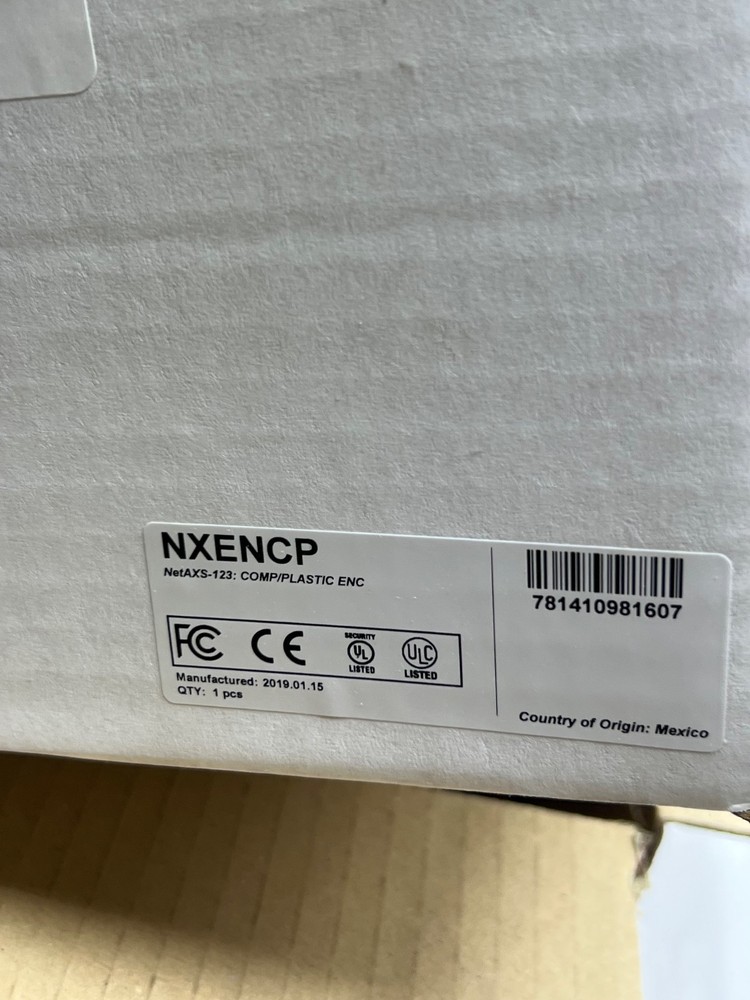 NXENCP
NetAXS-123: COMP/PLASTIC ENC
FC CE SECURITY UL LISTED ULC LISTED
Manufactured: 2019.01.15
QTY: 1 pcs
781410981607
Country of Origin: Mexico